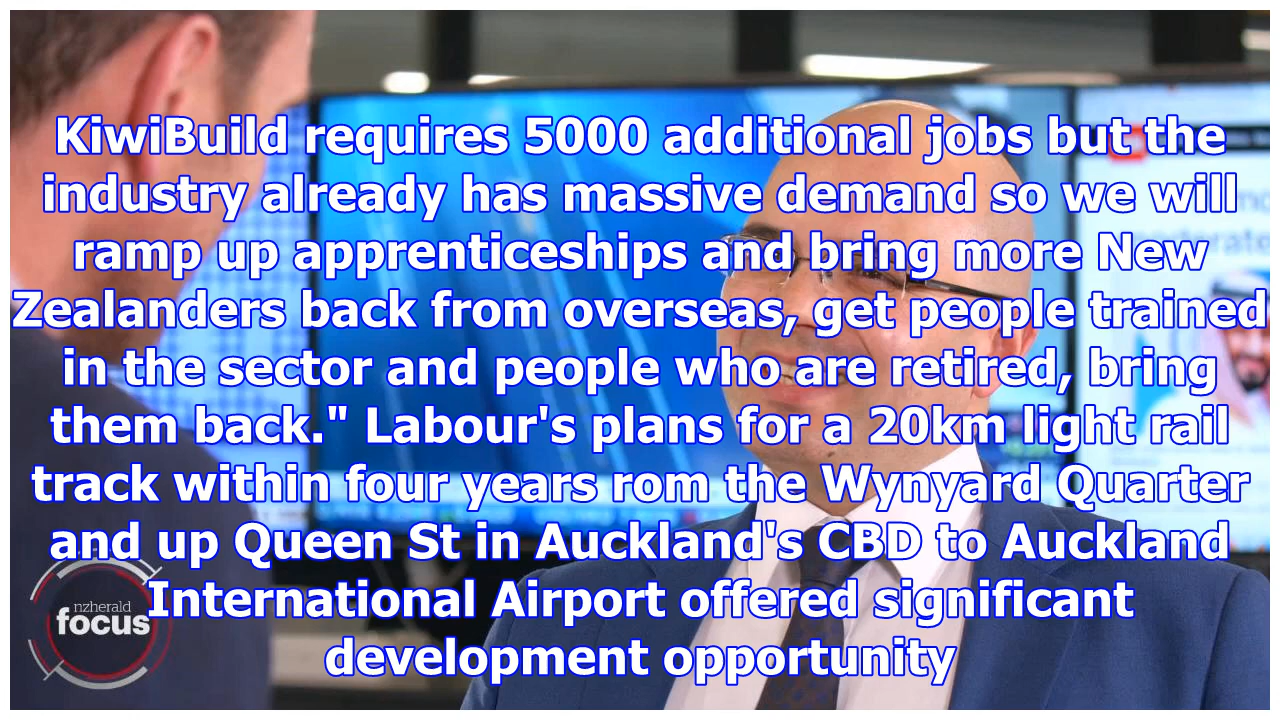 KiwiBuild requires 5000 additional jobs but the
industry already has massive demand so we will
ramp up apprenticeships and bring more New
Zealanders back from overseas, get people trained
in the sector and people who are retired, bring
them back." Labour's plans for a 20km light rail
track within four years rom the Wynyard Quarter
and up Queen St in Auckland's CBD to Auckland
International Airport offered significant
development opportunity
nzherald
focus